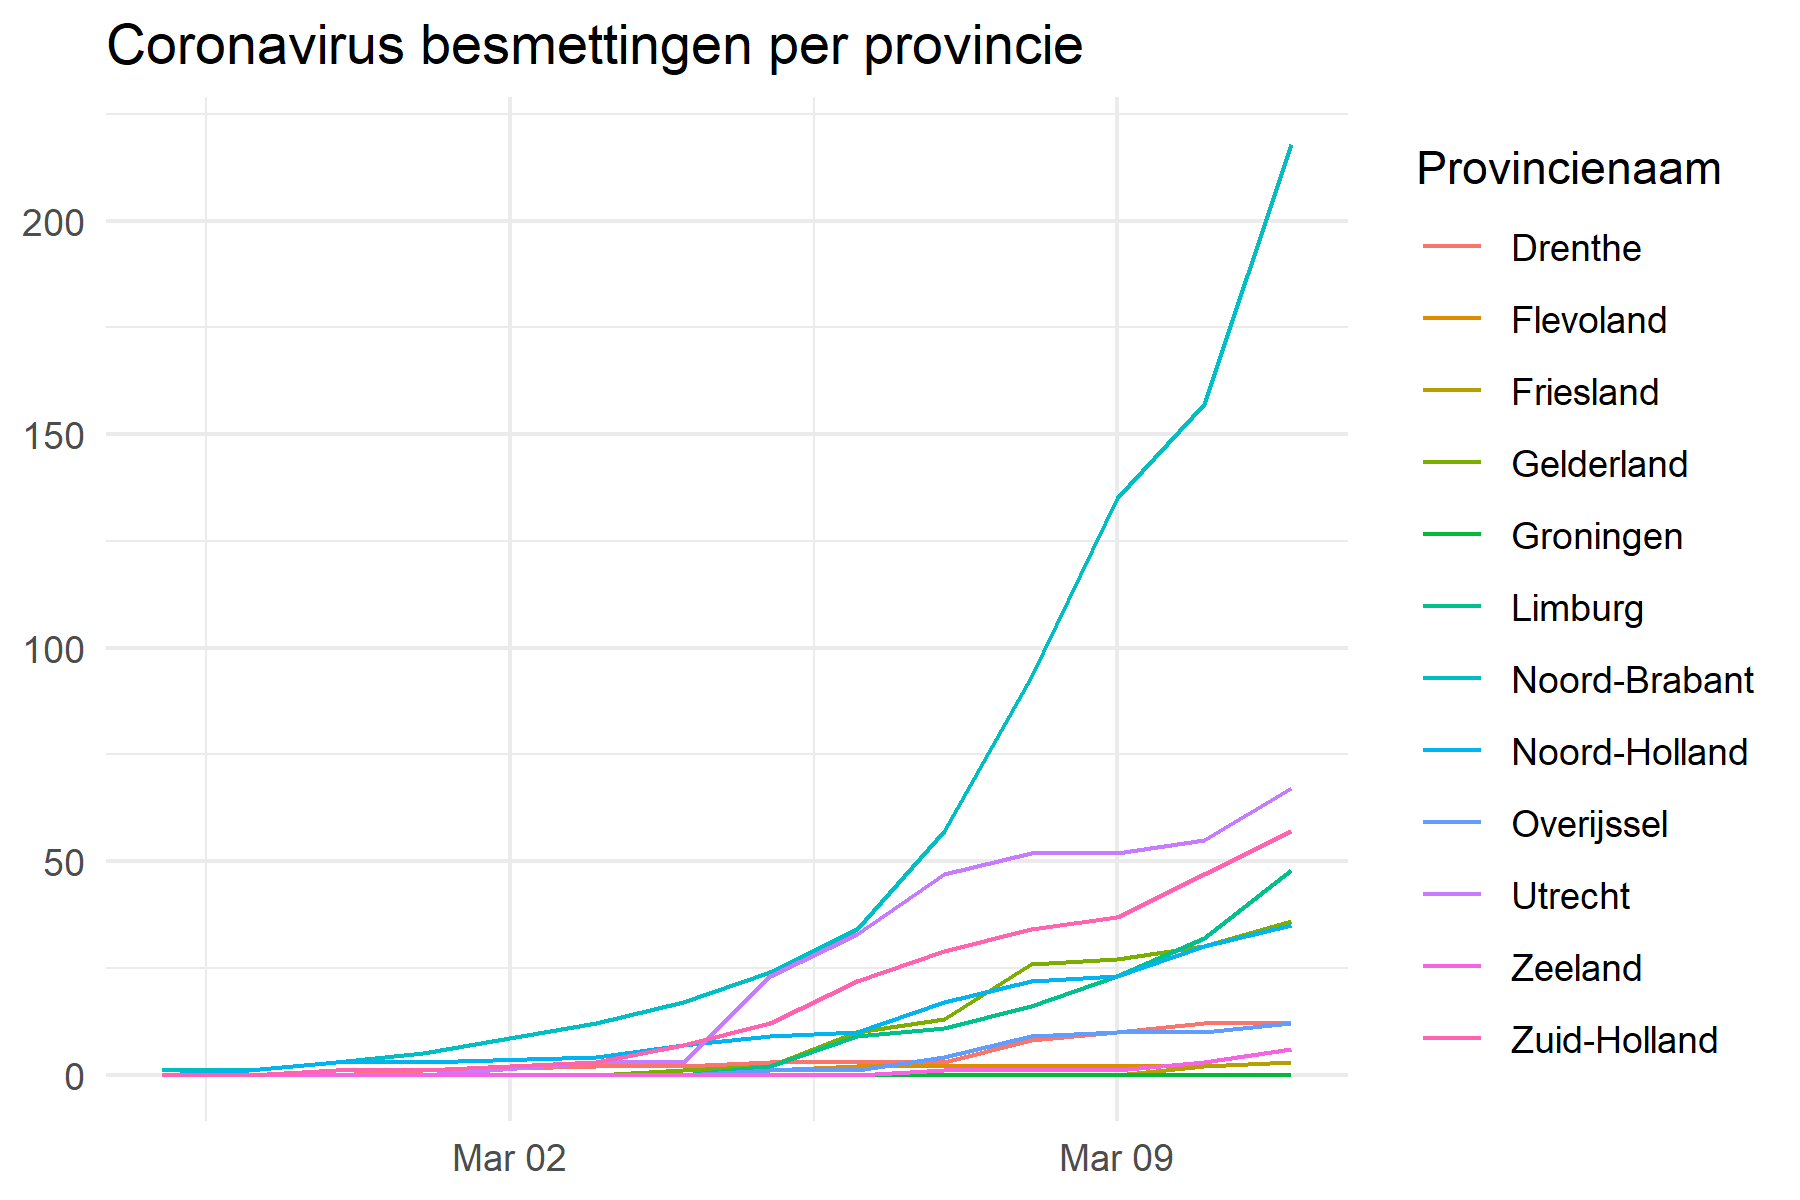 Coronavirus besmettingen per provincie
200
150
100
50
0
Mar 02
Mar 09
Provincienaam
Drenthe
Flevoland
Friesland
Gelderland
Groningen
Limburg
Noord-Brabant
Noord-Holland
Overijssel
Utrecht
Zeeland
Zuid-Holland